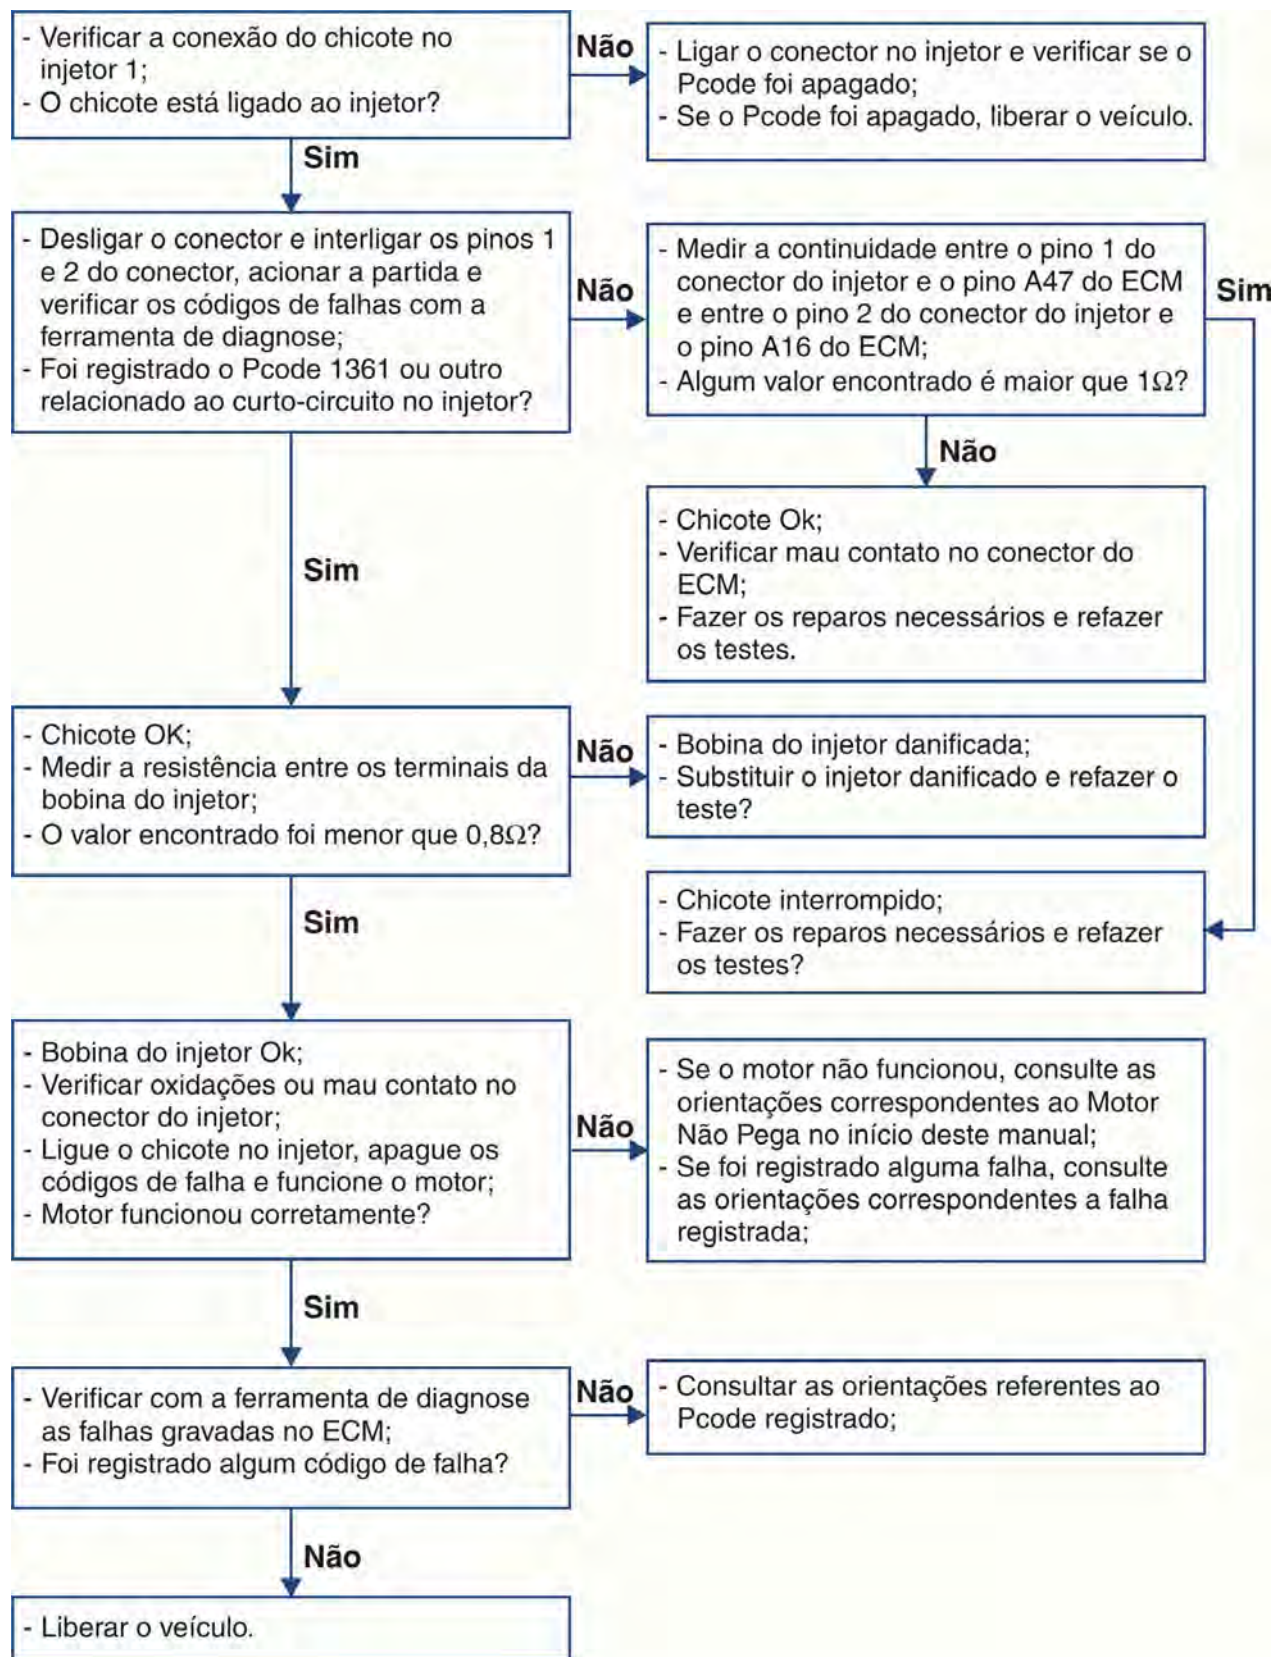 - Verificar a conexão do chicote no
injetor 1;
- O chicote está ligado ao injetor?
Não
- Ligar o conector no injetor e verificar se o
Pcode foi apagado;
- Se o Pcode foi apagado, liberar o veículo.
Sim
- Desligar o conector e interligar os pinos 1
e 2 do conector, acionar a partida e
verificar os códigos de falhas com a
ferramenta de diagnose;
- Foi registrado o Pcode 1361 ou outro
relacionado ao curto-circuito no injetor?
Não
- Medir a continuidade entre o pino 1 do
conector do injetor e o pino A47 do ECM
e entre o pino 2 do conector do injetor e
o pino A16 do ECM;
- Algum valor encontrado é maior que 1Ω?
Sim
Não
- Chicote Ok;
- Verificar mau contato no conector do
ECM;
- Fazer os reparos necessários e refazer
os testes.
Sim
- Chicote OK;
- Medir a resistência entre os terminais da
bobina do injetor;
- O valor encontrado foi menor que 0,8Ω?
Não
- Bobina do injetor danificada;
- Substituir o injetor danificado e refazer o
teste?
- Chicote interrompido;
- Fazer os reparos necessários e refazer
os testes?
Sim
- Bobina do injetor Ok;
- Verificar oxidações ou mau contato no
conector do injetor;
- Ligue o chicote no injetor, apague os
códigos de falha e funcione o motor;
- Motor funcionou corretamente?
Não
- Se o motor não funcionou, consulte as
orientações correspondentes ao Motor
Não Pega no início deste manual;
- Se foi registrado alguma falha, consulte
as orientações correspondentes a falha
registrada;
Sim
- Verificar com a ferramenta de diagnose
as falhas gravadas no ECM;
- Foi registrado algum código de falha?
Não
- Consultar as orientações referentes ao
Pcode registrado;
Não
- Liberar o veículo.